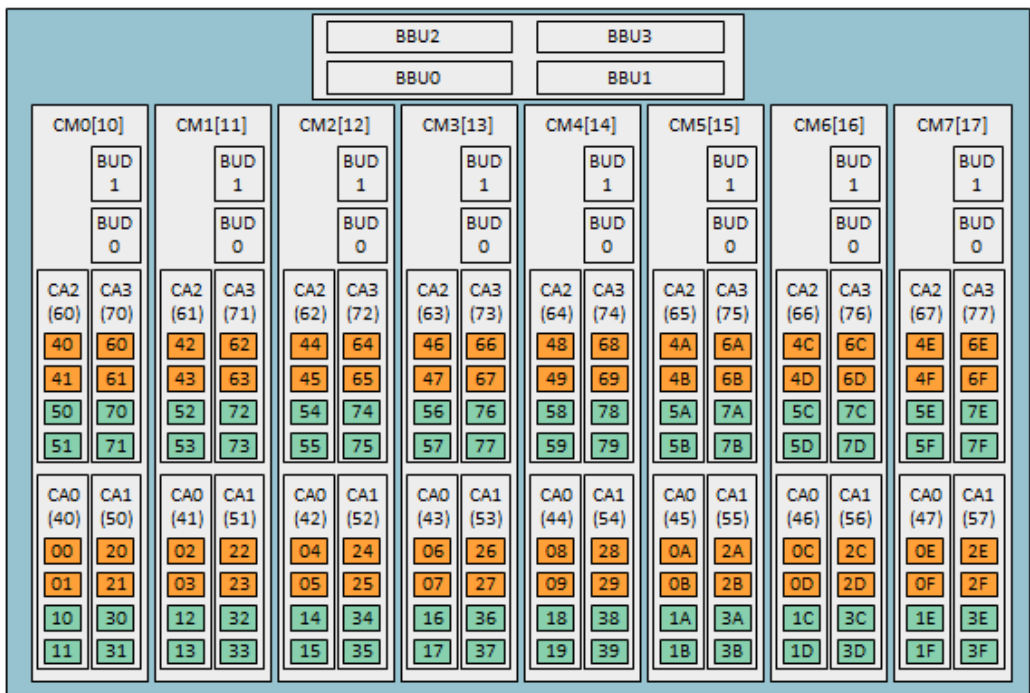 BBU2 BBU3
BBU0 BBU1
CM0[10] CM1[11] CM2[12] CM3[13] CM4[14] CM5[15] CM6[16] CM7[17]
BUD BUD BUD BUD BUD BUD BUD BUD
1 1 1 1 1 1 1 1
BUD BUD BUD BUD BUD BUD BUD BUD
0 0 0 0 0 0 0 0
CA2 CA3 CA2 CA3 CA2 CA3 CA2 CA3 CA2 CA3 CA2 CA3 CA2 CA3 CA2 CA3
(60) (70) (61) (71) (62) (72) (63) (73) (64) (74) (65) (75) (66) (76) (67) (77)
40 60 42 62 44 64 46 66 48 68 4A 6A 4C 6C 4E 6E
41 61 43 63 45 65 47 67 49 69 4B 6B 4D 6D 4F 6F
50 70 52 72 54 74 56 76 58 78 5A 7A 5C 7C 5E 7E
51 71 53 73 55 75 57 77 59 79 5B 7B 5D 7D 5F 7F
CA0 CA1 CA0 CA1 CA0 CA1 CA0 CA1 CA0 CA1 CA0 CA1 CA0 CA1 CA0 CA1
(40) (50) (41) (51) (42) (52) (43) (53) (44) (54) (45) (55) (46) (56) (47) (57)
00 20 02 22 04 24 06 26 08 28 0A 2A 0C 2C 0E 2E
01 21 03 23 05 25 07 27 09 29 0B 2B 0D 2D 0F 2F
10 30 12 32 14 34 16 36 18 38 1A 3A 1C 3C 1E 3E
11 31 13 33 15 35 17 37 19 39 1B 3B 1D 3D 1F 3F